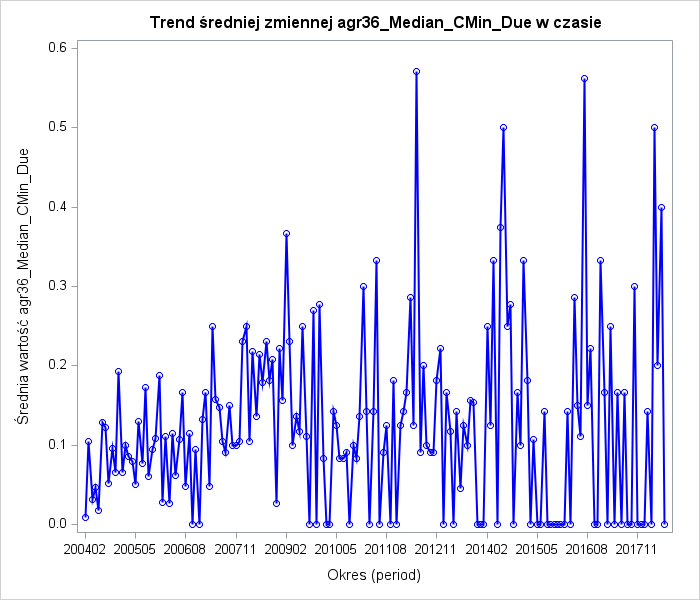 Trend średniej zmiennej agr36_Median_CMin_Due w czasie
Średnia wartość agr36_Median_CMin_Due
0.6
0.5
0.4
0.3
0.2
0.1
0.0
200402 200505 200608 200711 200902 201005 201108 201211 201402 201505 201608 201711
Okres (period)